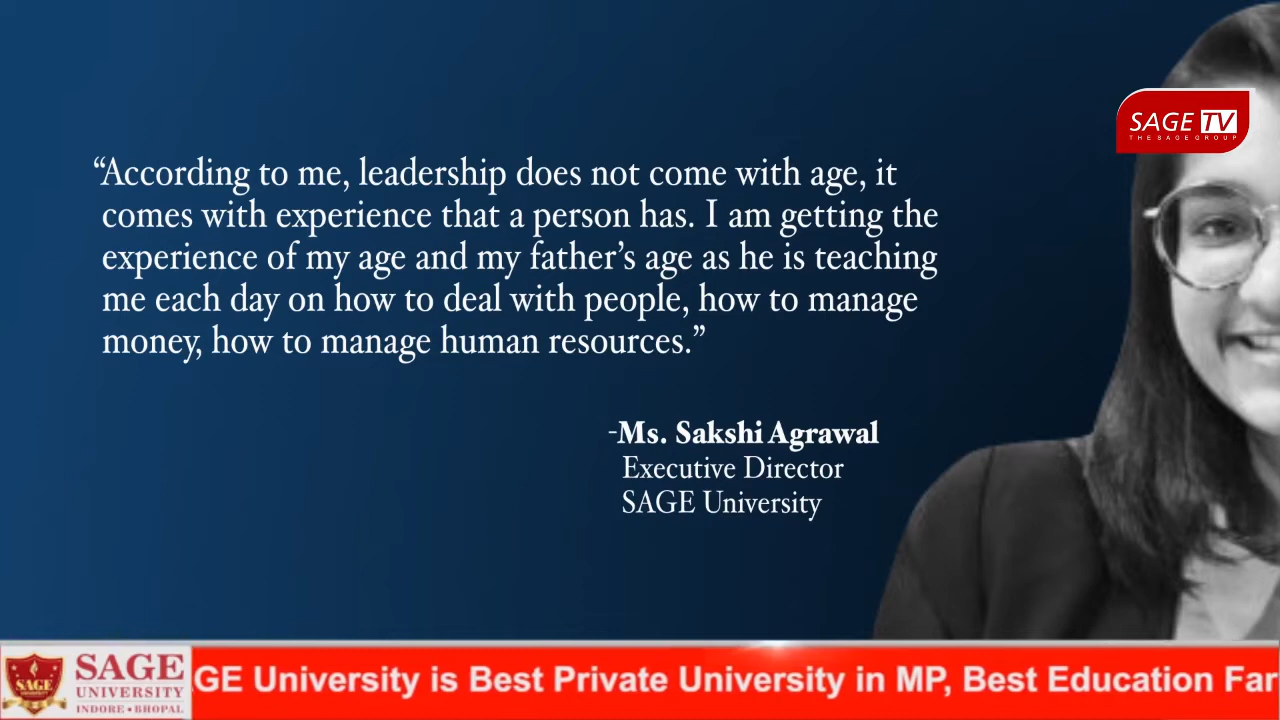 SAGE TV
THE SAGE GROUP
“According to me, leadership does not come with age, it
comes with experience that a person has. I am getting the
experience of my age and my father’s age as he is teaching
me each day on how to deal with people, how to manage
money, how to manage human resources.”
-Ms. Sakshi Agrawal
Executive Director
SAGE University
SAGE
SAGE
UNIVERSITY
INDORE • BHOPAL
GE University is Best Private University in MP, Best Education Far